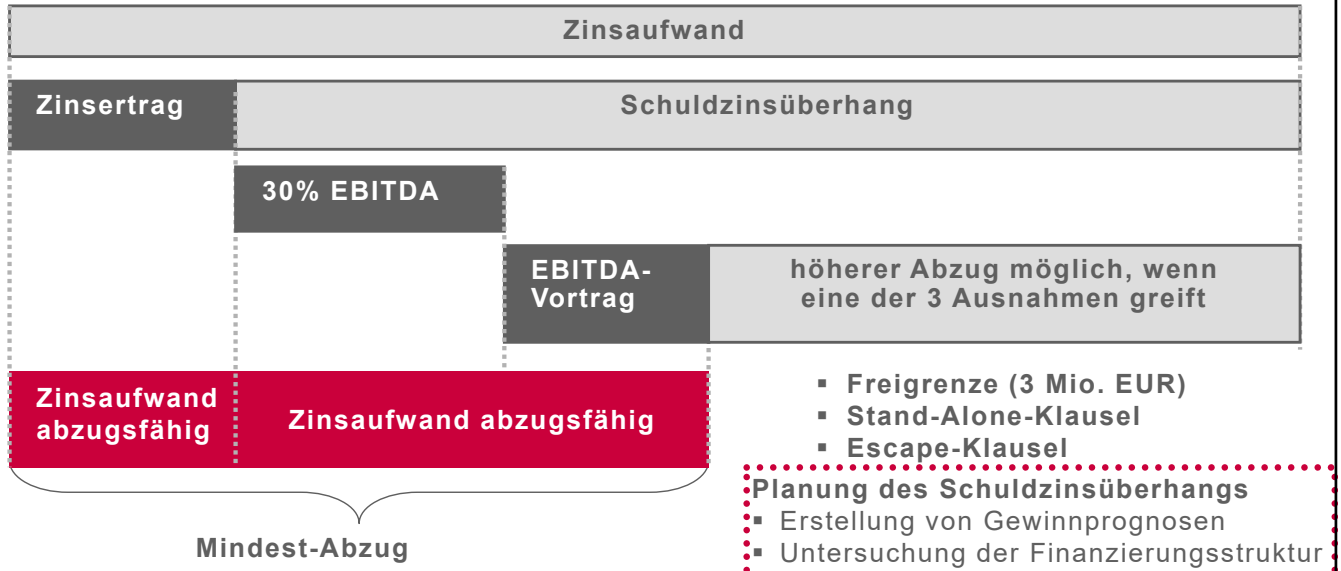 Zinsaufwand
Zinsertrag
Schuldzinsüberhang
30% EBITDA
EBITDA-
Vortrag
höherer Abzug möglich, wenn
eine der 3 Ausnahmen greift
Zinsaufwand
abzugsfähig
Zinsaufwand abzugsfähig
▪ Freigrenze (3 Mio. EUR)
▪ Stand-Alone-Klausel
▪ Escape-Klausel
Mindest-Abzug
Planung des Schuldzinsüberhangs
▪ Erstellung von Gewinnprognosen
▪ Untersuchung der Finanzierungsstruktur